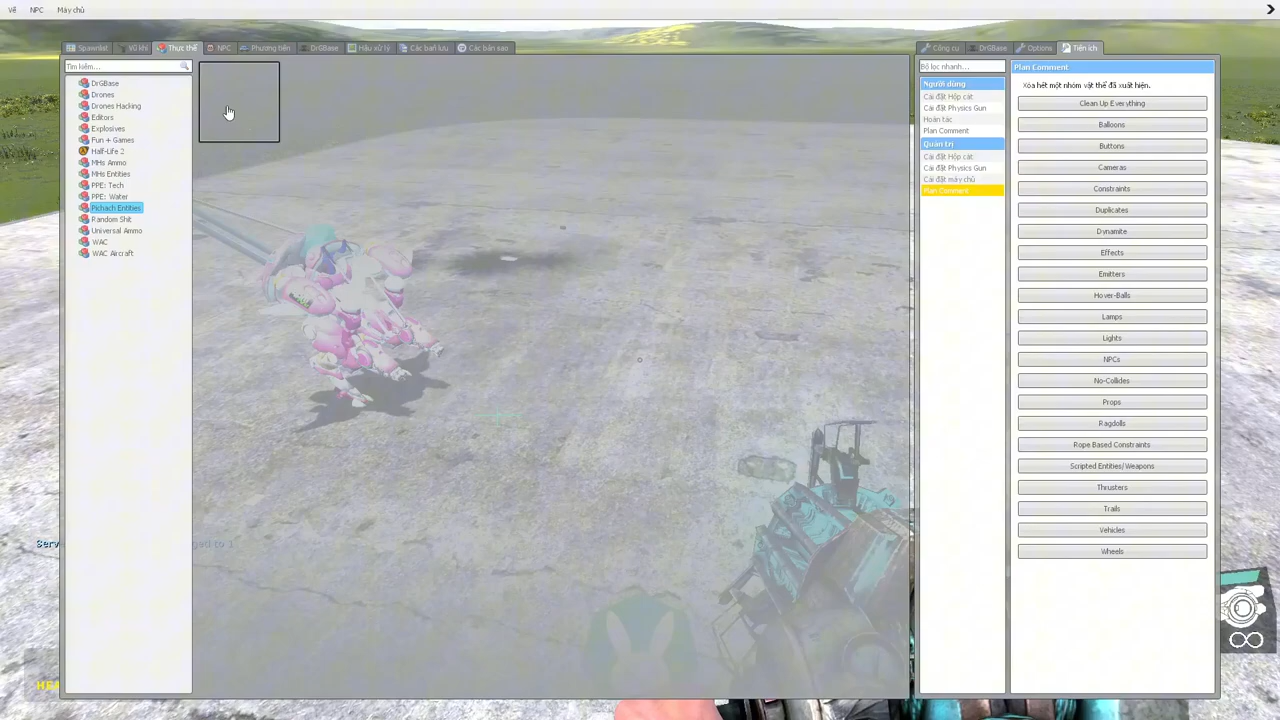 Vẽ NPC Máy chủ
Spawnlist Vũ khí Thực thể NPC Phương tiện DrGBase Hậu xử lý Các bản lưu Các bản sao
Công cụ DrGBase Options Tiện ích
Tìm kiếm...
DrGBase
Drones
Drones Hacking
Editors
Explosives
Fun + Games
Half-Life 2
MHs Ammo
MHs Entities
PPE: Tech
PPE: Water
Pichach Entities
Random Shit
Universal Ammo
WAC
WAC Aircraft
Bộ lọc nhanh...
Người dùng
Cài đặt Hộp cát
Cài đặt Physics Gun
Hoàn tác
Plan Comment
Quản trị
Cài đặt Hộp cát
Cài đặt Physics Gun
Cài đặt máy chủ
Plan Comment
Plan Comment
Xóa hết một nhóm vật thể đã xuất hiện.
Clean Up Everything
Balloons
Buttons
Cameras
Constraints
Duplicates
Dynamite
Effects
Emitters
Hover-Balls
Lamps
Lights
NPCs
No-Collides
Props
Ragdolls
Rope Based Constraints
Scripted Entities/Weapons
Thrusters
Trails
Vehicles
Wheels
ged to 1